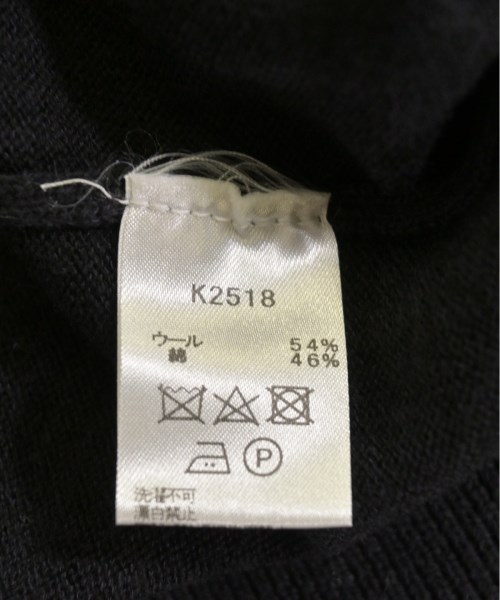 K2518
ウール 54%
綿 46%
P
洗濯不可
漂白禁止